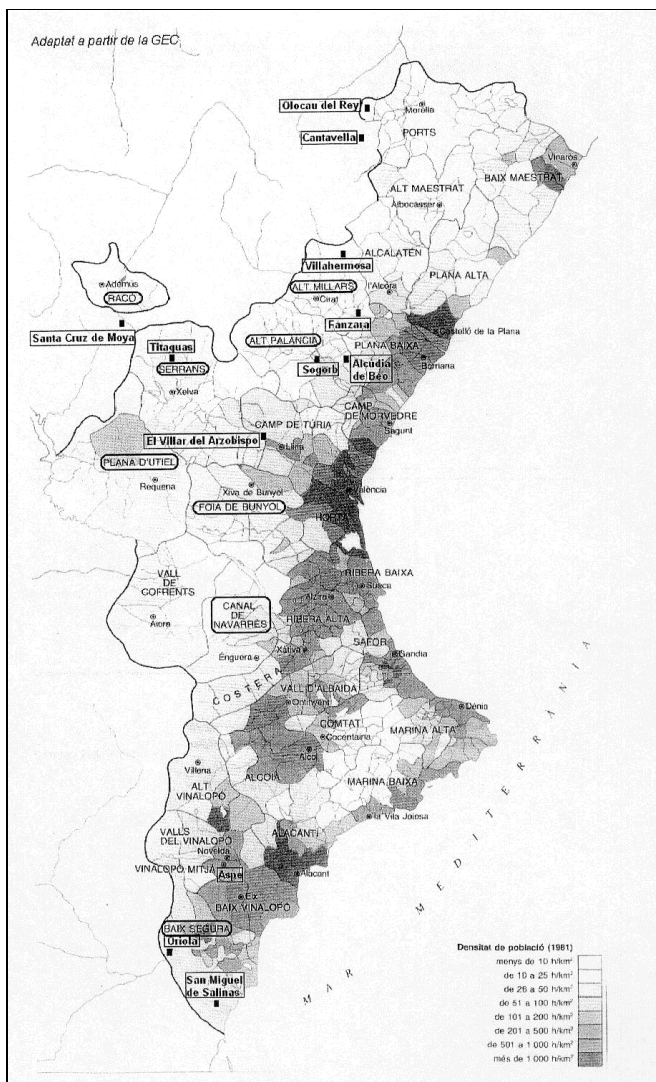 Adaptat a partir de la GEC
Olocau del Rey
Morella
PORTS
Cantavella
Vinaròs
BAIX MAESTRAT
ALT MAESTRAT
Albocàsser
ALCALATÉN
Villahermosa
PLANA ALTA
Ademús
RACÓ
ALT MILLARS
l'Alcora
Cirat
Santa Cruz de Moya
Fanzara
Castelló de la Plana
Titaguas
ALT PALÀNCIA
PLANA BAIXA
SERRANS
Sogorb
Alcúdia
de Beo
Borriana
Xelva
CAMP
DE MORVEDRE
CAMP DE TÚRIA
Sagunt
El Villar del Arzobispo
Llíria
PLANA D'UTIEL
Requena
Xiva de Bunyol
València
FOIA DE BUNYOL
HORTA
VALL
DE
COFRENTS
RIBERA BAIXA
Sueca
Alzira
CANAL
DE
NAVARRÉS
Aiora
RIBERA ALTA
Xàtiva
SAFOR
Énguera
Gandia
COSTERA
VALL D'ALBAIDA
Ontinyent
Dénia
COMTAT
Cocentaina
MARINA ALTA
Alcoi
Villena
ALCOIÀ
MARINA BAIXA
ALT
VINALOPÓ
la Vila Joiosa
VALLS
DEL VINALOPÓ
ALACANTÍ
Novelda
VINALOPÓ MITJÀ
Aspe
Alacant
BAIX VINALOPÓ
BAIX SEGURA
Oriola
San Miguel
de Salinas
MAR MEDITERRÀNIA
Densitat de població (1981)
menys de 10 h/km²
de 10 a 25 h/km²
de 26 a 50 h/km²
de 51 a 100 h/km²
de 101 a 200 h/km²
de 201 a 500 h/km²
de 501 a 1 000 h/km²
més de 1 000 h/km²